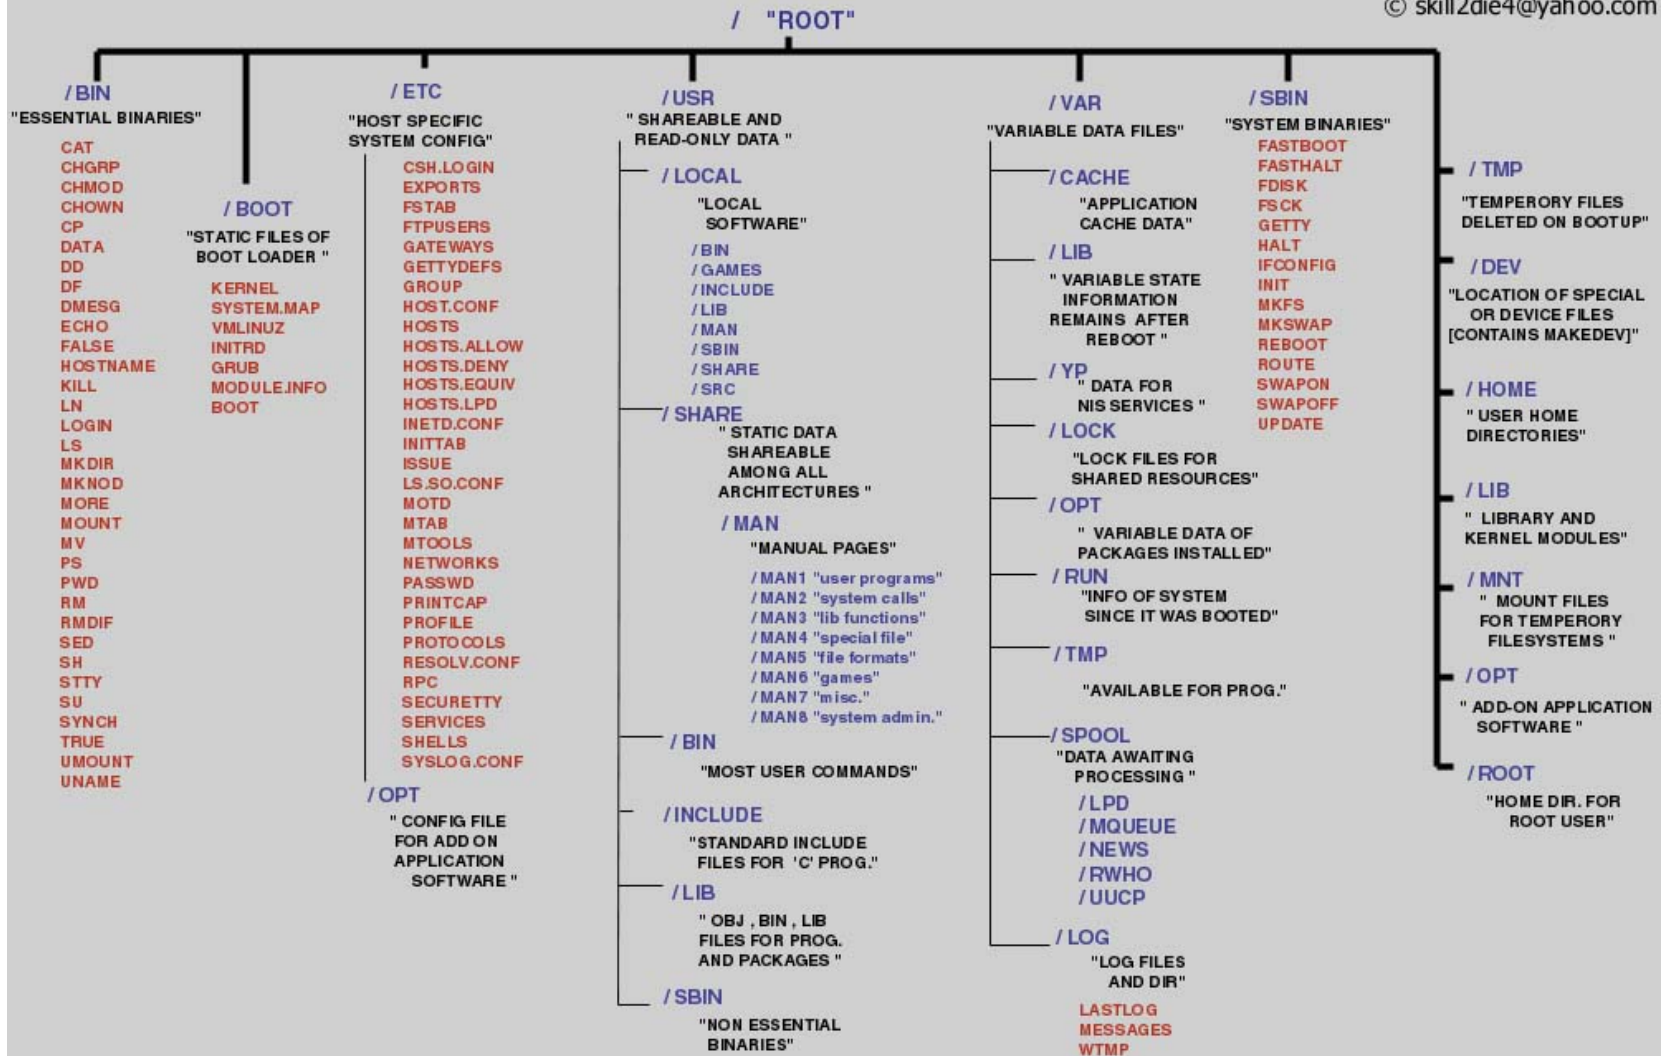 © skill2die4@yahoo.com
/ "ROOT"
/ BIN
"ESSENTIAL BINARIES"
CAT
CHGRP
CHMOD
CHOWN
CP
DATA
DD
DF
DMESG
ECHO
FALSE
HOSTNAME
KILL
LN
LOGIN
LS
MKDIR
MKNOD
MORE
MOUNT
MV
PS
PWD
RM
RMDIF
SED
SH
STTY
SU
SYNCH
TRUE
UMOUNT
UNAME
/ BOOT
"STATIC FILES OF
BOOT LOADER "
KERNEL
SYSTEM.MAP
VMLINUZ
INITRD
GRUB
MODULE.INFO
BOOT
/ ETC
"HOST SPECIFIC
SYSTEM CONFIG"
CSH.LOGIN
EXPORTS
FSTAB
FTPUSERS
GATEWAYS
GETTYDEFS
GROUP
HOST.CONF
HOSTS
HOSTS.ALLOW
HOSTS.DENY
HOSTS.EQUIV
HOSTS.LPD
INETD.CONF
INITTAB
ISSUE
LS.SO.CONF
MOTD
MTAB
MTOOLS
NETWORKS
PASSWD
PRINTCAP
PROFILE
PROTOCOLS
RESOLV.CONF
RPC
SECURETTY
SERVICES
SHELLS
SYSLOG.CONF
/ OPT
" CONFIG FILE
FOR ADD ON
APPLICATION
SOFTWARE "
/ USR
" SHAREABLE AND
READ-ONLY DATA "
/ LOCAL
"LOCAL
SOFTWARE"
/ BIN
/ GAMES
/ INCLUDE
/ LIB
/ MAN
/ SBIN
/ SHARE
/ SRC
/ SHARE
" STATIC DATA
SHAREABLE
AMONG ALL
ARCHITECTURES "
/ MAN
"MANUAL PAGES"
/ MAN1 "user programs"
/ MAN2 "system calls"
/ MAN3 "lib functions"
/ MAN4 "special file"
/ MAN5 "file formats"
/ MAN6 "games"
/ MAN7 "misc."
/ MAN8 "system admin."
/ BIN
"MOST USER COMMANDS"
/ INCLUDE
"STANDARD INCLUDE
FILES FOR 'C' PROG."
/ LIB
" OBJ , BIN , LIB
FILES FOR PROG.
AND PACKAGES "
/ SBIN
"NON ESSENTIAL
BINARIES"
/ VAR
"VARIABLE DATA FILES"
/ CACHE
"APPLICATION
CACHE DATA"
/ LIB
" VARIABLE STATE
INFORMATION
REMAINS AFTER
REBOOT "
/ YP
" DATA FOR
NIS SERVICES "
/ LOCK
"LOCK FILES FOR
SHARED RESOURCES"
/ OPT
" VARIABLE DATA OF
PACKAGES INSTALLED"
/ RUN
"INFO OF SYSTEM
SINCE IT WAS BOOTED"
/ TMP
"AVAILABLE FOR PROG."
/ SPOOL
"DATA AWAITING
PROCESSING "
/ LPD
/ MQUEUE
/ NEWS
/ RWHO
/ UUCP
/ LOG
"LOG FILES
AND DIR"
LASTLOG
MESSAGES
WTMP
/ SBIN
"SYSTEM BINARIES"
FASTBOOT
FASTHALT
FDISK
FSCK
GETTY
HALT
IFCONFIG
INIT
MKFS
MKSWAP
REBOOT
ROUTE
SWAPON
SWAPOFF
UPDATE
/ TMP
"TEMPERORY FILES
DELETED ON BOOTUP"
/ DEV
"LOCATION OF SPECIAL
OR DEVICE FILES
[CONTAINS MAKEDEV]"
/ HOME
" USER HOME
DIRECTORIES"
/ LIB
" LIBRARY AND
KERNEL MODULES"
/ MNT
" MOUNT FILES
FOR TEMPERORY
FILESYSTEMS "
/ OPT
" ADD-ON APPLICATION
SOFTWARE "
/ ROOT
"HOME DIR. FOR
ROOT USER"